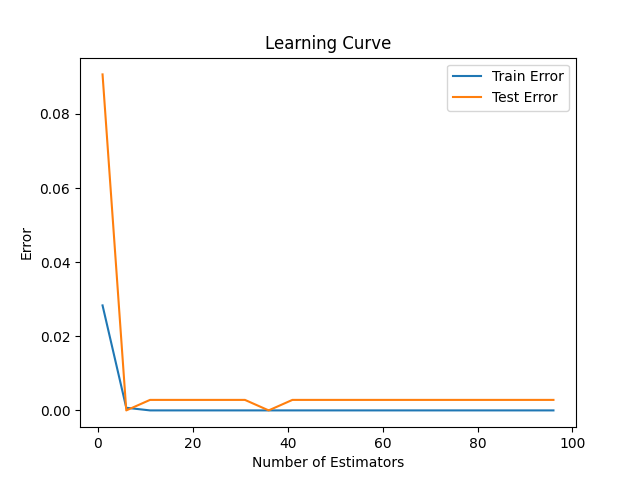 Learning Curve
Train Error
Test Error
0.08
0.06
0.04
0.02
0.00
Error
0 20 40 60 80 100
Number of Estimators